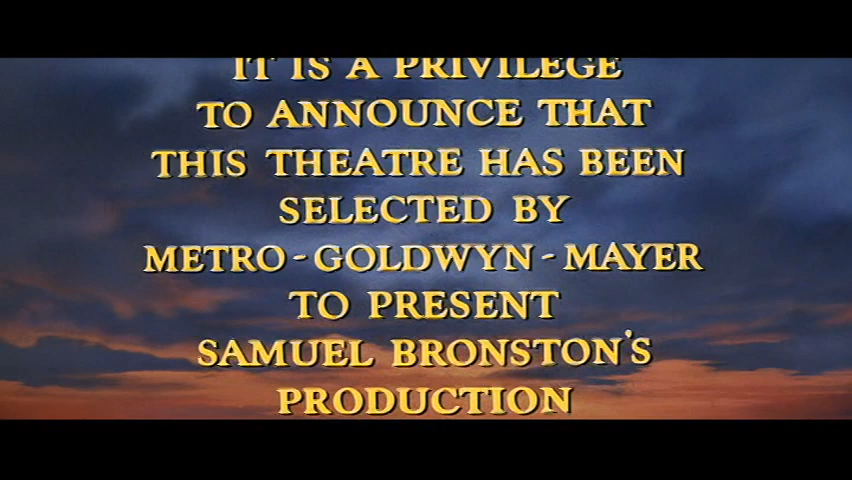 IT IS A PRIVILEGE
TO ANNOUNCE THAT
THIS THEATRE HAS BEEN
SELECTED BY
METRO-GOLDWYN-MAYER
TO PRESENT
SAMUEL BRONSTON'S
PRODUCTION